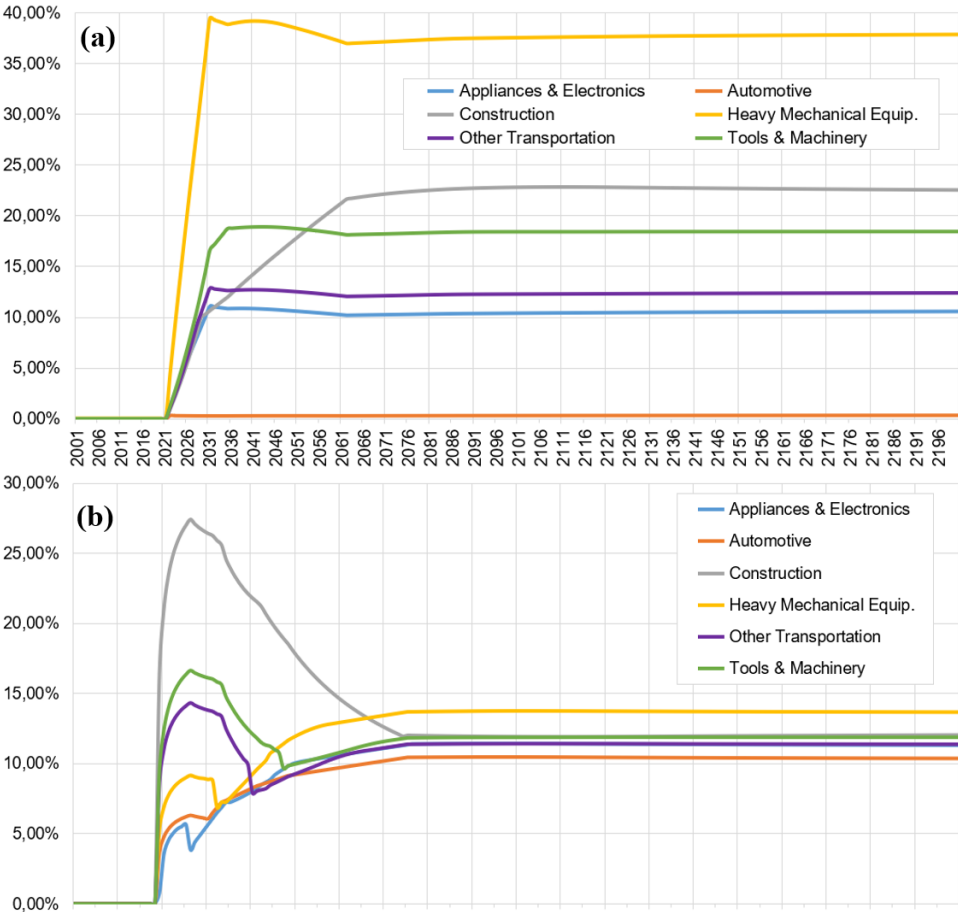 40,00%
(a)
35,00%
Appliances & Electronics Automotive
30,00%
Construction Heavy Mechanical Equip.
Other Transportation Tools & Machinery
25,00%
20,00%
15,00%
10,00%
5,00%
0,00%
2001 2006 2011 2016 2021 2026 2031 2036 2041 2046 2051 2056 2061 2066 2071 2076 2081 2086 2091 2096 2101 2106 2111 2116 2121 2126 2131 2136 2141 2146 2151 2156 2161 2166 2171 2176 2181 2186 2191 2196
30,00%
(b)
Appliances & Electronics
Automotive
25,00%
Construction
Heavy Mechanical Equip.
20,00%
Other Transportation
Tools & Machinery
15,00%
10,00%
5,00%
0,00%